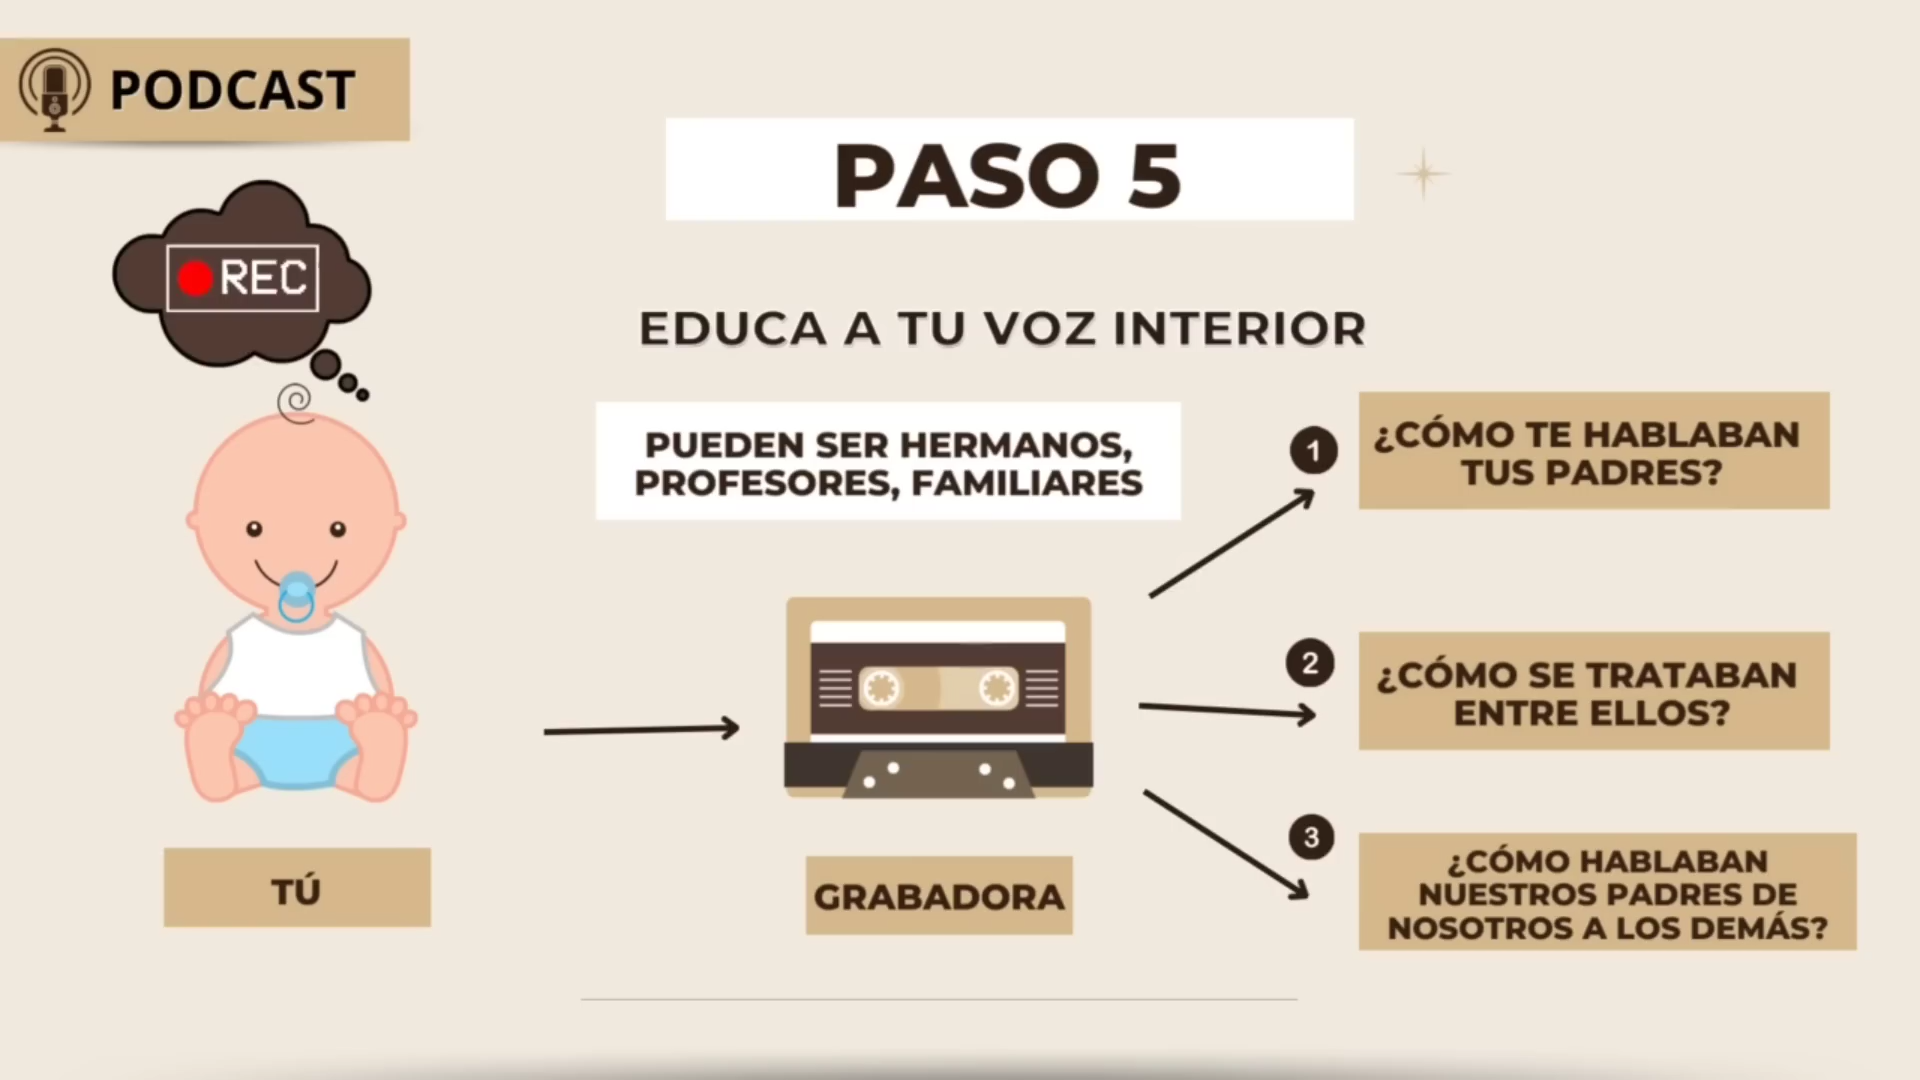 PODCAST
REC
PASO 5
EDUCA A TU VOZ INTERIOR
PUEDEN SER HERMANOS,
PROFESORES, FAMILIARES
1
¿CÓMO TE HABLABAN
TUS PADRES?
2
¿CÓMO SE TRATABAN
ENTRE ELLOS?
3
¿CÓMO HABLABAN
NUESTROS PADRES DE
NOSOTROS A LOS DEMÁS?
TÚ
GRABADORA